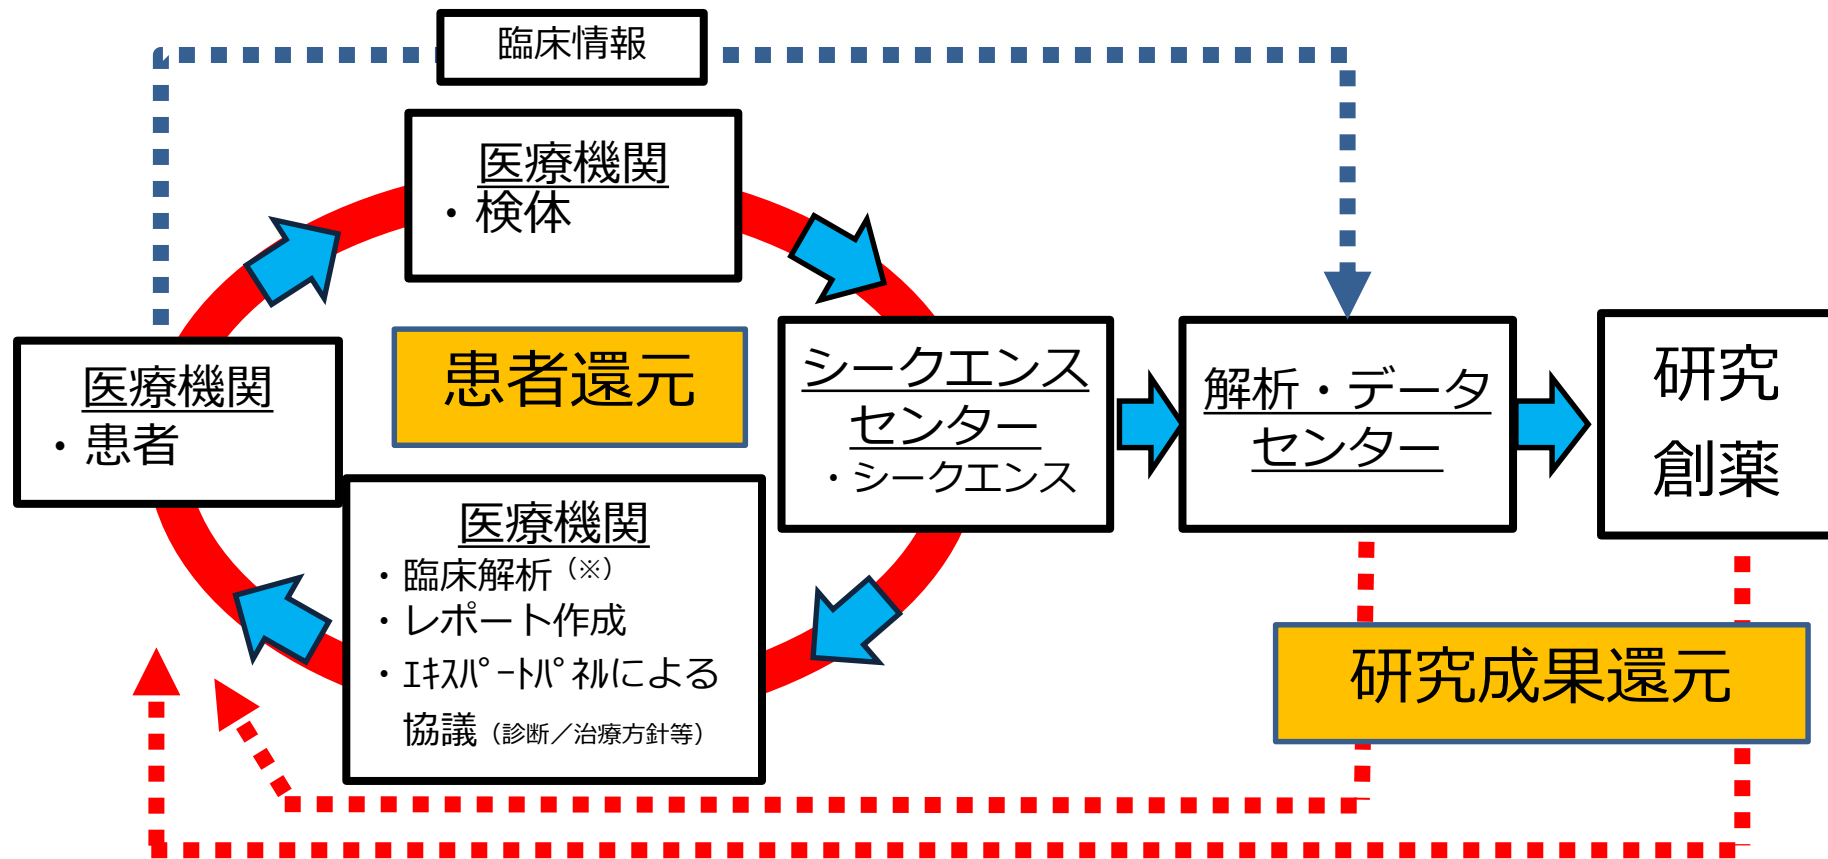 臨床情報
医療機関
・検体
医療機関
・患者
患者還元
シークエンス
センター
・シークエンス
解析・データ
センター
研究
創薬
医療機関
・臨床解析（※）
・レポート作成
・ｴｷｽﾊﾟｰﾄﾊﾟﾈﾙによる
協議（診断／治療方針等）
研究成果還元